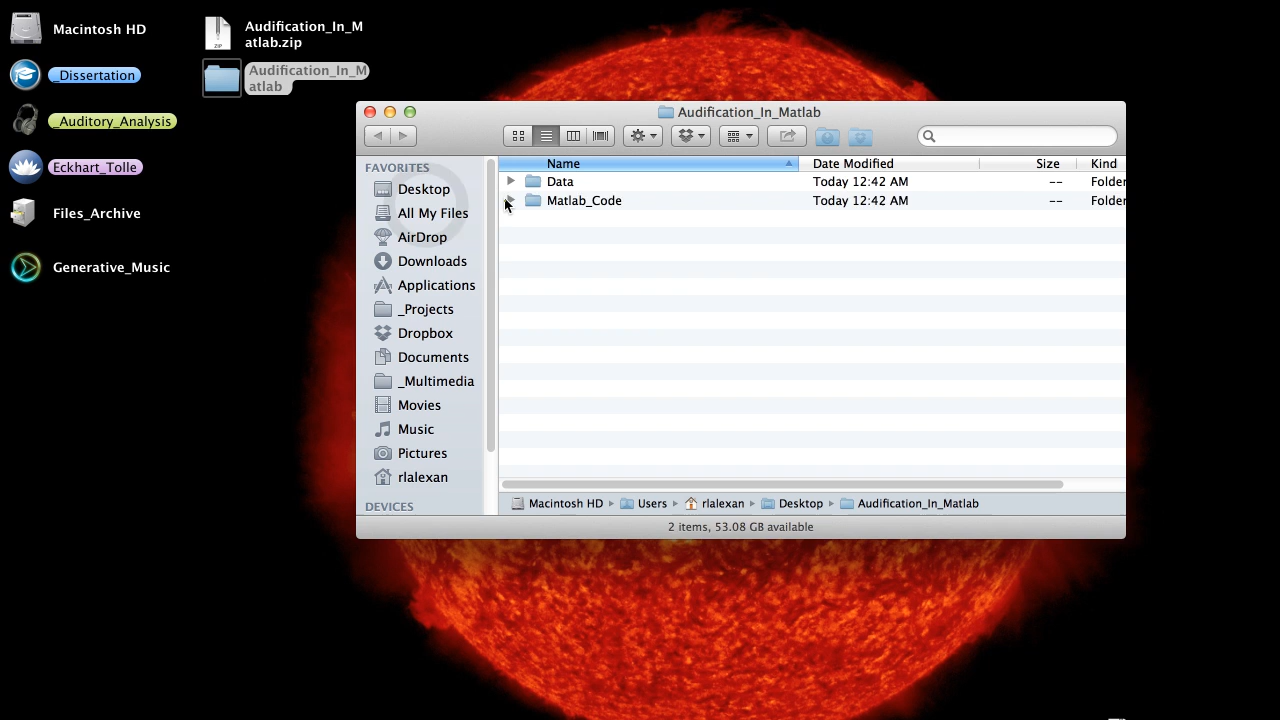 Macintosh HD
_Dissertation
_Auditory_Analysis
Eckhart_Tolle
Files_Archive
Generative_Music
ZIP
Audification_In_M
atlab.zip
Audification_In_M
atlab
Audification_In_Matlab
FAVORITES
Desktop
All My Files
AirDrop
Downloads
Applications
_Projects
Dropbox
Documents
_Multimedia
Movies
Music
Pictures
rlalexan
DEVICES
Name Date Modified Size Kind
Data Today 12:42 AM -- Folder
Matlab_Code Today 12:42 AM -- Folder
Macintosh HD Users rlalexan Desktop Audification_In_Matlab
2 items, 53.08 GB available